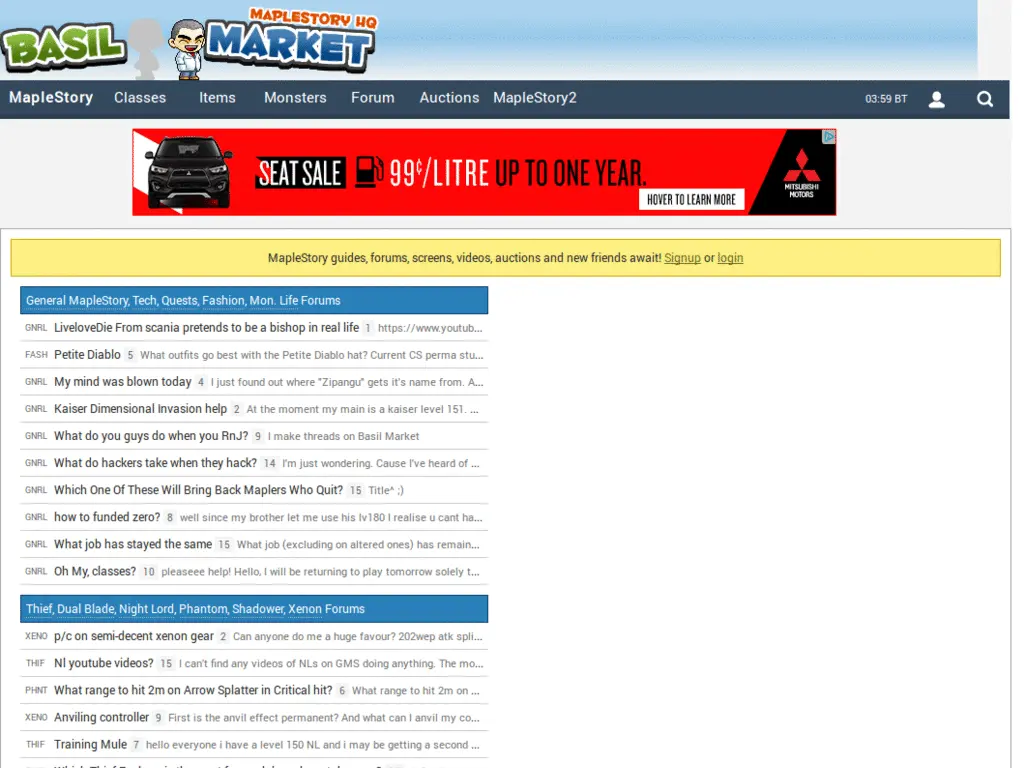 MAPLESTORY HQ
BASIL MARKET
MapleStory Classes Items Monsters Forum Auctions MapleStory2 03:59 BT
SEAT SALE 99¢/LITRE UP TO ONE YEAR.
HOVER TO LEARN MORE
MITSUBISHI
MOTORS
MapleStory guides, forums, screens, videos, auctions and new friends await! Signup or login
General MapleStory, Tech, Quests, Fashion, Mon. Life Forums
GNRL LiveloveDie From scania pretends to be a bishop in real life 1 https://www.youtub...
FASH Petite Diablo 5 What outfits go best with the Petite Diablo hat? Current CS perma stu...
GNRL My mind was blown today 4 I just found out where "Zipangu" gets it's name from. A...
GNRL Kaiser Dimensional Invasion help 2 At the moment my main is a kaiser level 151. ...
GNRL What do you guys do when you RnJ? 9 I make threads on Basil Market
GNRL What do hackers take when they hack? 14 I'm just wondering. Cause I've heard of ...
GNRL Which One Of These Will Bring Back Maplers Who Quit? 15 Title^ ;)
GNRL how to funded zero? 8 well since my brother let me use his lv180 I realise u cant ha...
GNRL What job has stayed the same 15 What job (excluding on altered ones) has remain...
GNRL Oh My, classes? 10 pleaseee help! Hello, I will be returning to play tomorrow solely t...
Thief, Dual Blade, Night Lord, Phantom, Shadower, Xenon Forums
XENO p/c on semi-decent xenon gear 2 Can anyone do me a huge favour? 202wep atk spli...
THIF Nl youtube videos? 15 I can't find any videos of NLs on GMS doing anything. The mo...
PHNT What range to hit 2m on Arrow Splatter in Critical hit? 6 What range to hit 2m on ...
XENO Anviling controller 9 First is the anvil effect permanent? And what can I anvil my co...
THIF Training Mule 7 hello everyone i have a level 150 NL and i may be getting a second ...